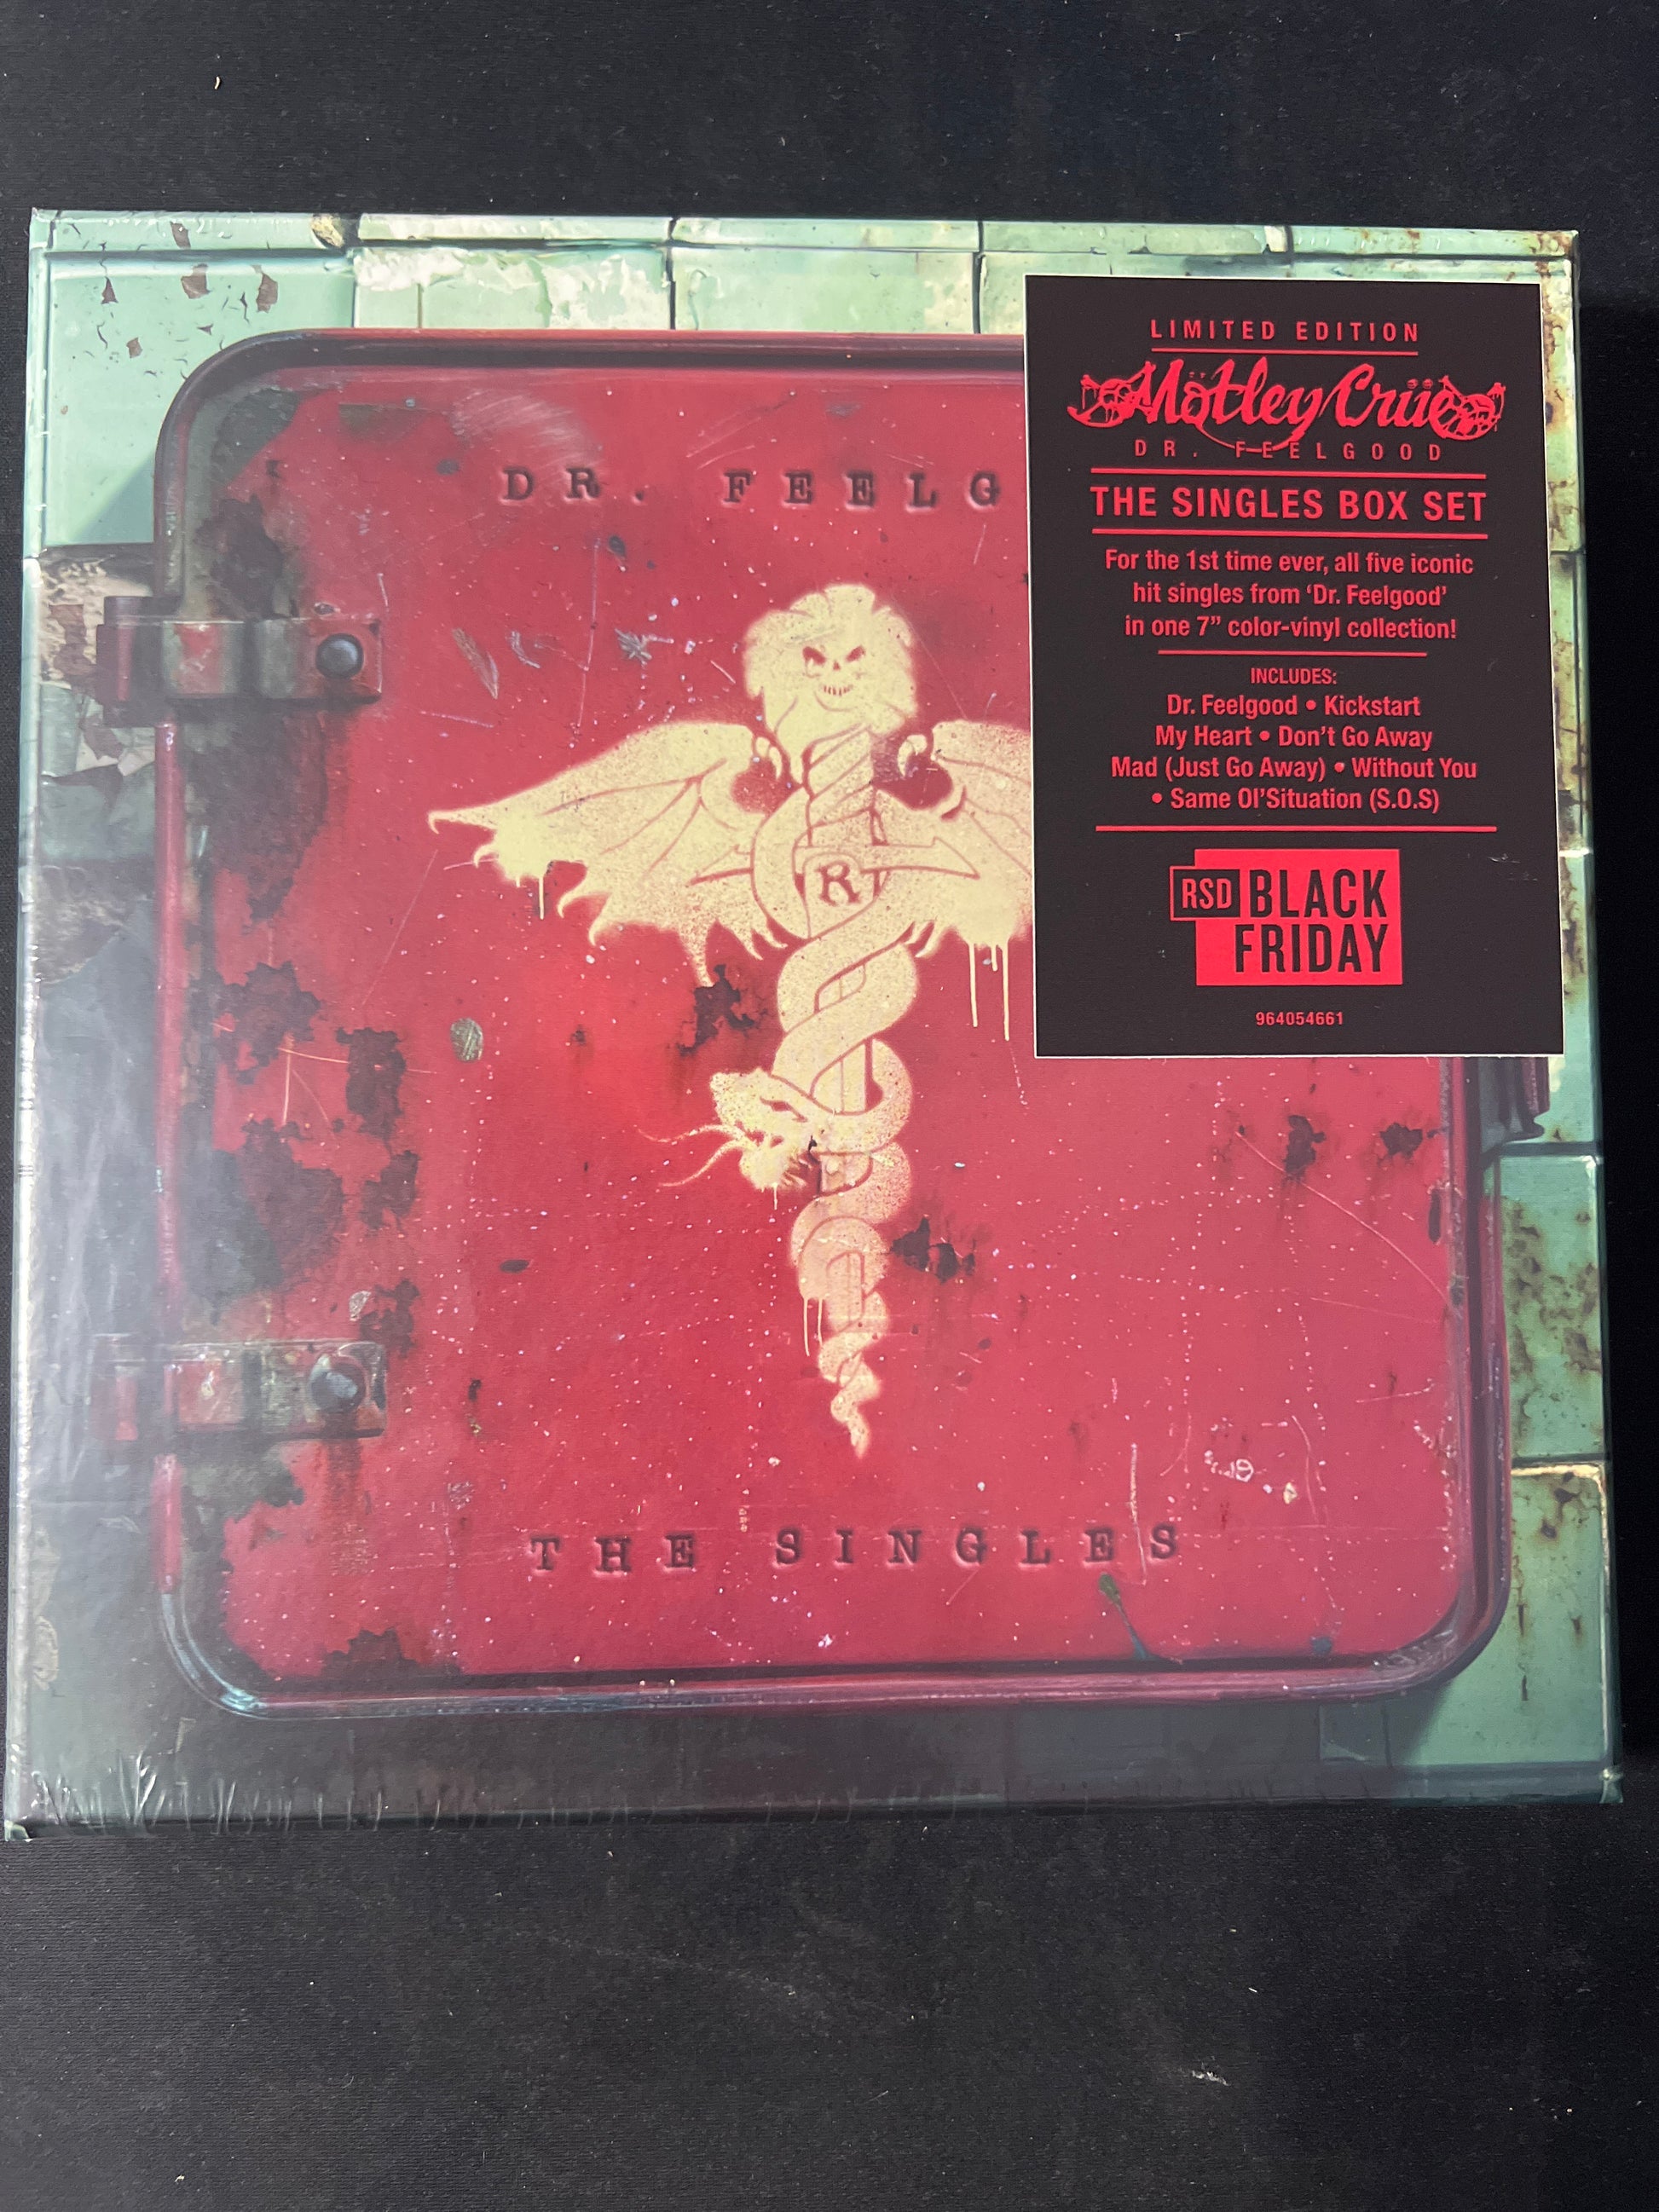 LIMITED EDITION
Mötley Crüe
DR. FEELGOOD
THE SINGLES BOX SET
For the 1st time ever, all five iconic
hit singles from ‘Dr. Feelgood’
in one 7” color-vinyl collection!
INCLUDES:
Dr. Feelgood • Kickstart
My Heart • Don’t Go Away
Mad (Just Go Away) • Without You
• Same Ol’Situation (S.O.S)
RSD BLACK
FRIDAY
964054661
DR. FEELG
R
THE SINGLES